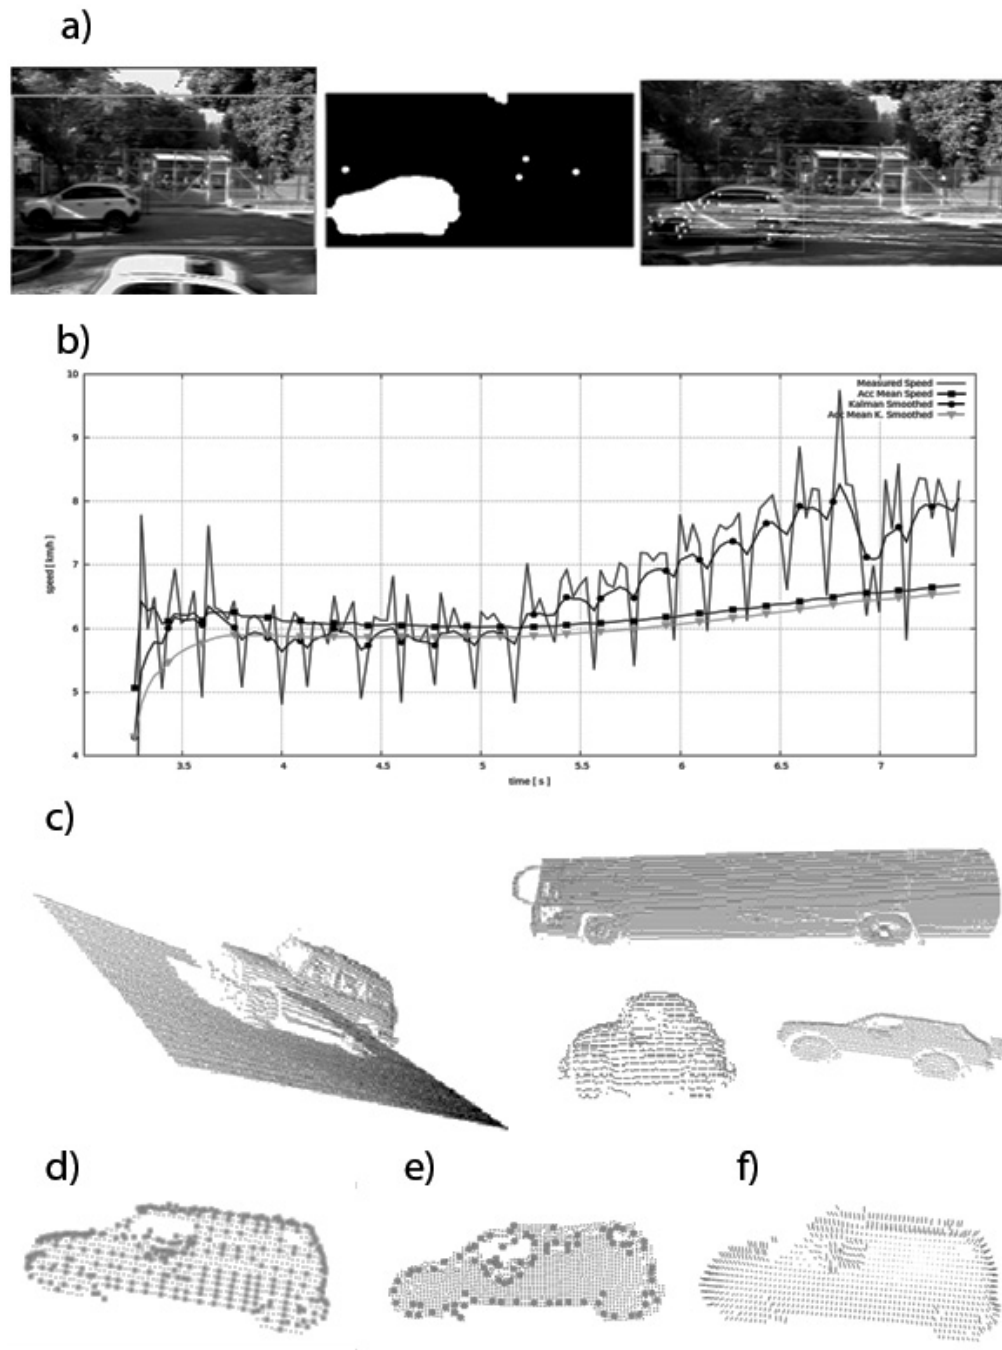 a)
b)
10
9
8
7
6
5
4
speed [ km/h ]
Measured Speed
Acc Mean Speed
Kalman Smoothed
Acc Mean K. Smoothed
3.5
4
4.5
5
5.5
6
6.5
7
time [ s ]
c)
d)
e)
f)